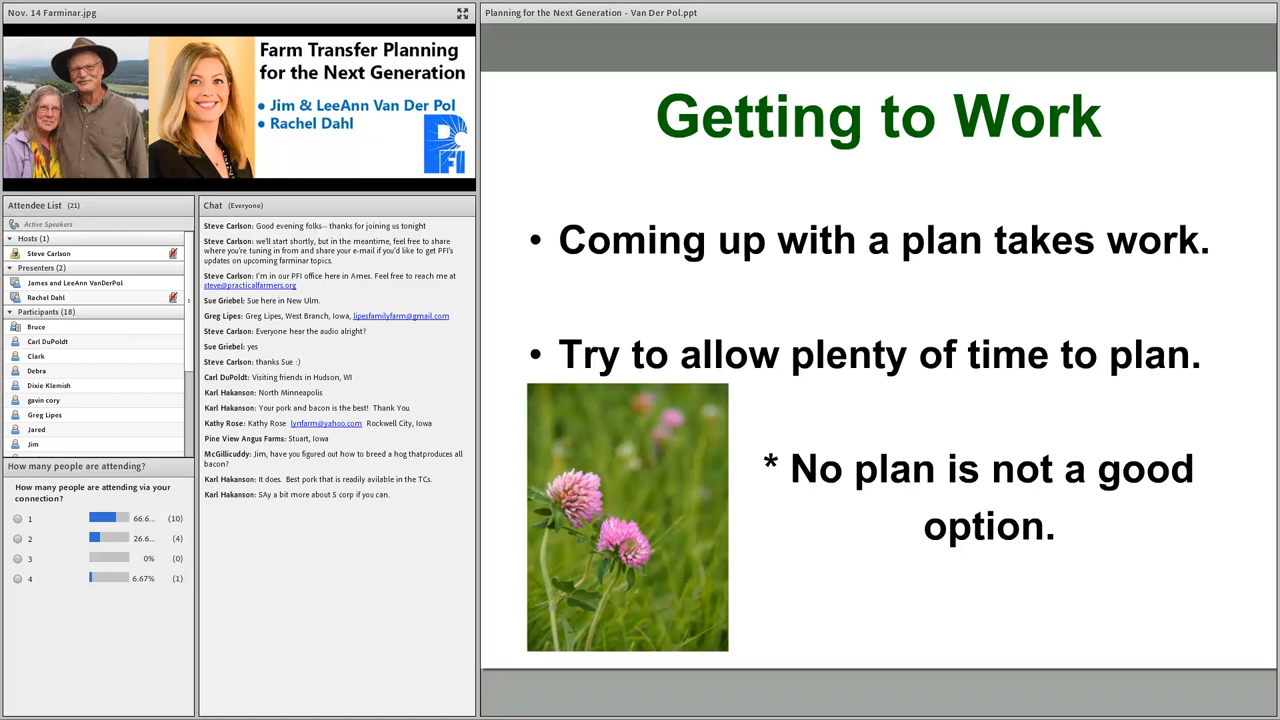 Nov. 14 Farminar.jpg
Farm Transfer Planning
for the Next Generation
● Jim & LeeAnn Van Der Pol
● Rachel Dahl
PFI
Attendee List (21)
Active Speakers
Hosts (1)
Steve Carlson
Presenters (2)
James and LeeAnn VanDerPol
Rachel Dahl
Participants (18)
Bruce
Carl DuPoldt
Clark
Debra
Dixie Klemish
gavin cory
Greg Lipes
Jared
Jim
How many people are attending?
How many people are attending via your
connection?
1 66.6... (10)
2 26.6... (4)
3 0% (0)
4 6.67% (1)
Chat (Everyone)
Steve Carlson: Good evening folks-- thanks for joining us tonight
Steve Carlson: we'll start shortly, but in the meantime, feel free to share
where you're tuning in from and share your e-mail if you'd like to get PFI's
updates on upcoming farminar topics.
Steve Carlson: I'm in our PFI office here in Ames. Feel free to reach me at
steve@practicalfarmers.org
Sue Griebel: Sue here in New Ulm.
Greg Lipes: Greg Lipes, West Branch, Iowa, lipesfamilyfarm@gmail.com
Steve Carlson: Everyone hear the audio alright?
Sue Griebel: yes
Steve Carlson: thanks Sue :)
Carl DuPoldt: Visiting friends in Hudson, WI
Karl Hakanson: North Minneapolis
Karl Hakanson: Your pork and bacon is the best! Thank You.
Kathy Rose: Kathy Rose lynfarm@yahoo.com Rockwell City, Iowa
Pine View Angus Farms: Stuart, Iowa
McGillicuddy: Jim, have you figured out how to breed a hog thatproduces all
bacon?
Karl Hakanson: It does. Best pork that is readily avilable in the TCs.
Karl Hakanson: SAy a bit more about S corp if you can.
Planning for the Next Generation - Van Der Pol.ppt
Getting to Work
• Coming up with a plan takes work.
• Try to allow plenty of time to plan.
* No plan is not a good
option.